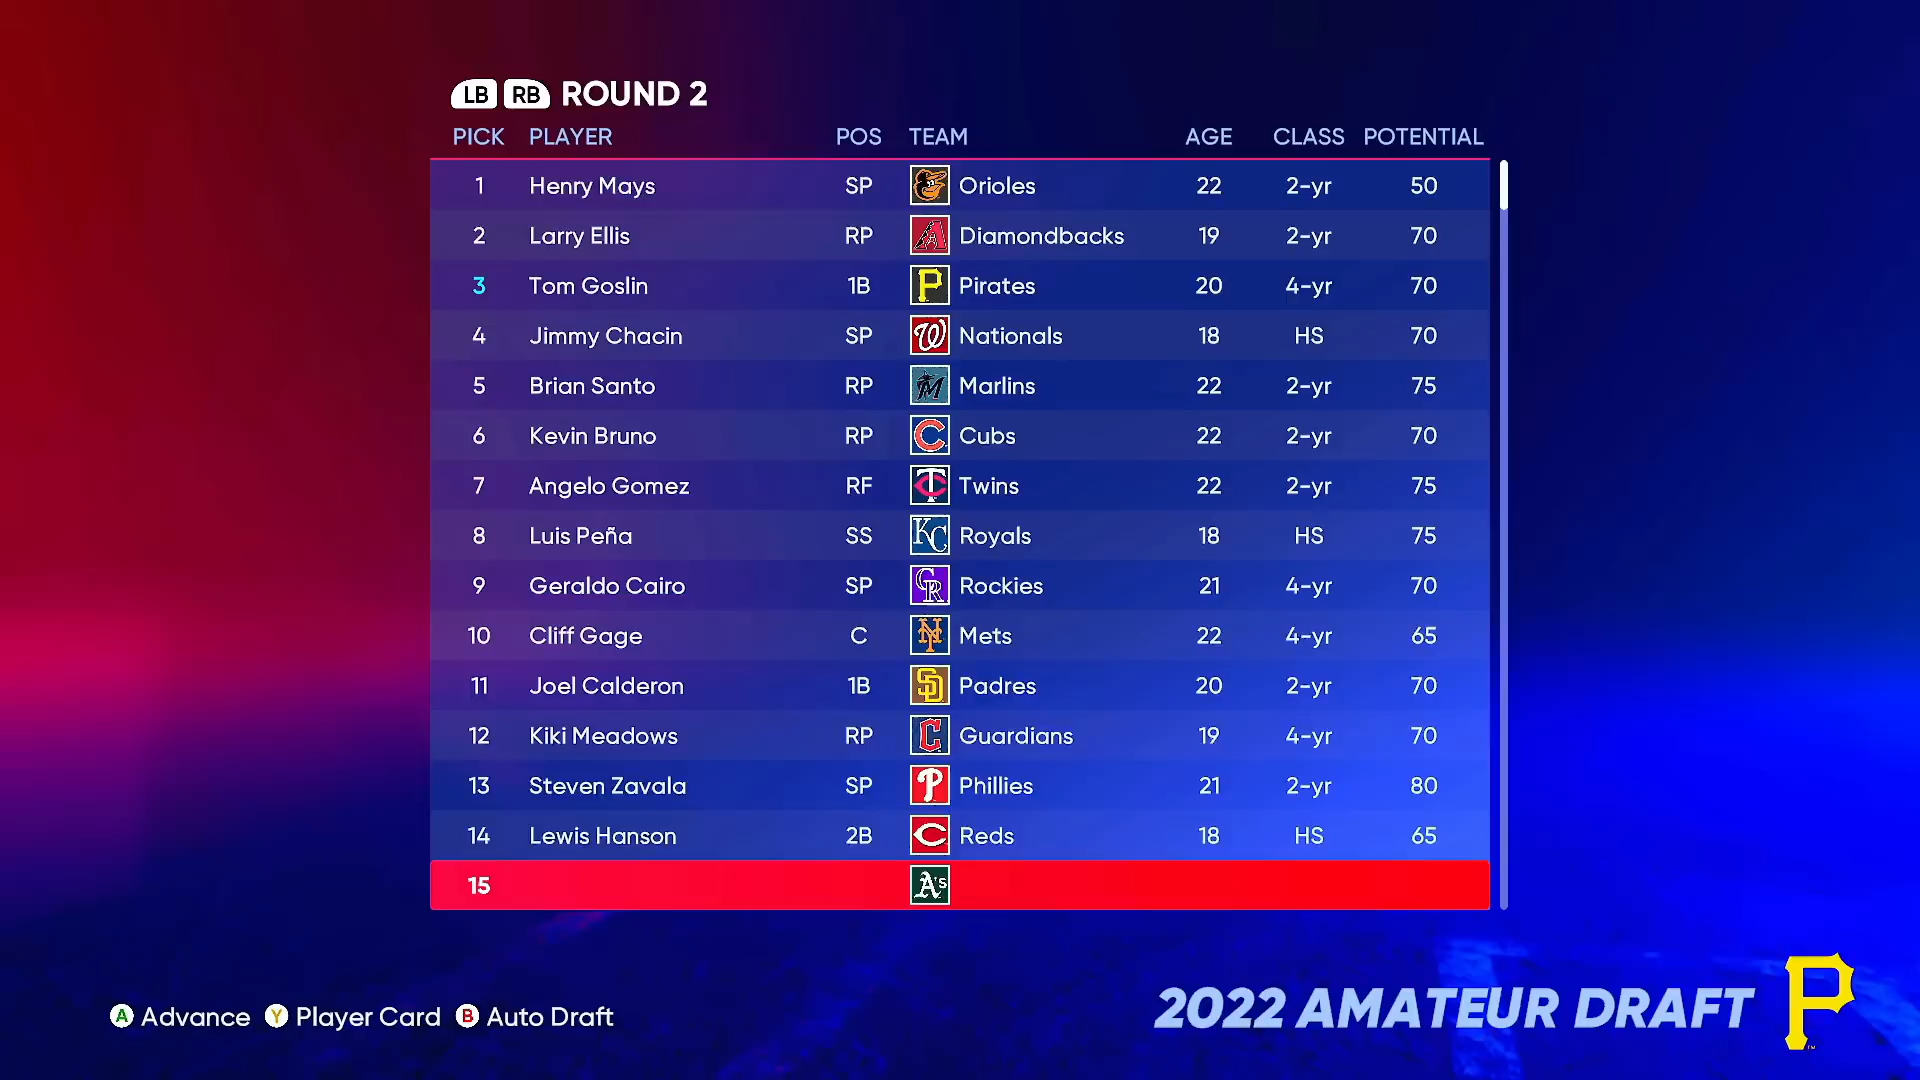 LB RB ROUND 2
PICK PLAYER POS TEAM AGE CLASS POTENTIAL
1 Henry Mays SP Orioles 22 2-yr 50
2 Larry Ellis RP A Diamondbacks 19 2-yr 70
3 Tom Goslin 1B P Pirates 20 4-yr 70
4 Jimmy Chacin SP W Nationals 18 HS 70
5 Brian Santo RP M Marlins 22 2-yr 75
6 Kevin Bruno RP C Cubs 22 2-yr 70
7 Angelo Gomez RF TC Twins 22 2-yr 75
8 Luis Peña SS KC Royals 18 HS 75
9 Geraldo Cairo SP CR Rockies 21 4-yr 70
10 Cliff Gage C NY Mets 22 4-yr 65
11 Joel Calderon 1B SD Padres 20 2-yr 70
12 Kiki Meadows RP C Guardians 19 4-yr 70
13 Steven Zavala SP P Phillies 21 2-yr 80
14 Lewis Hanson 2B C Reds 18 HS 65
15 A's
A Advance Y Player Card B Auto Draft
2022 AMATEUR DRAFT P